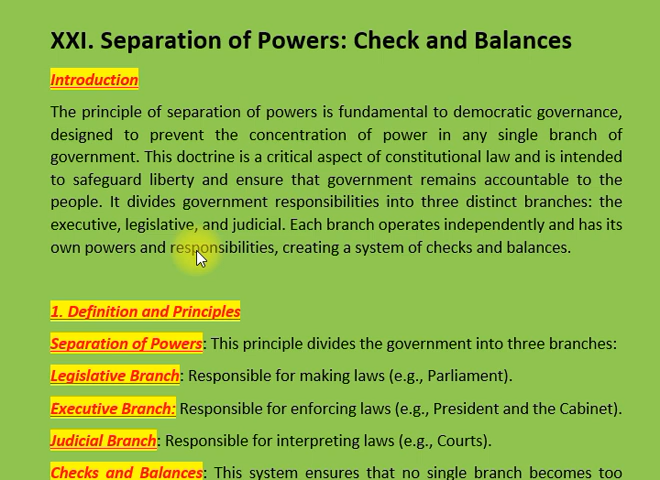 XXI. Separation of Powers: Check and Balances
Introduction
The principle of separation of powers is fundamental to democratic governance,
designed to prevent the concentration of power in any single branch of
government. This doctrine is a critical aspect of constitutional law and is intended
to safeguard liberty and ensure that government remains accountable to the
people. It divides government responsibilities into three distinct branches: the
executive, legislative, and judicial. Each branch operates independently and has its
own powers and responsibilities, creating a system of checks and balances.
1. Definition and Principles
Separation of Powers: This principle divides the government into three branches:
Legislative Branch: Responsible for making laws (e.g., Parliament).
Executive Branch: Responsible for enforcing laws (e.g., President and the Cabinet).
Judicial Branch: Responsible for interpreting laws (e.g., Courts).
Checks and Balances: This system ensures that no single branch becomes too